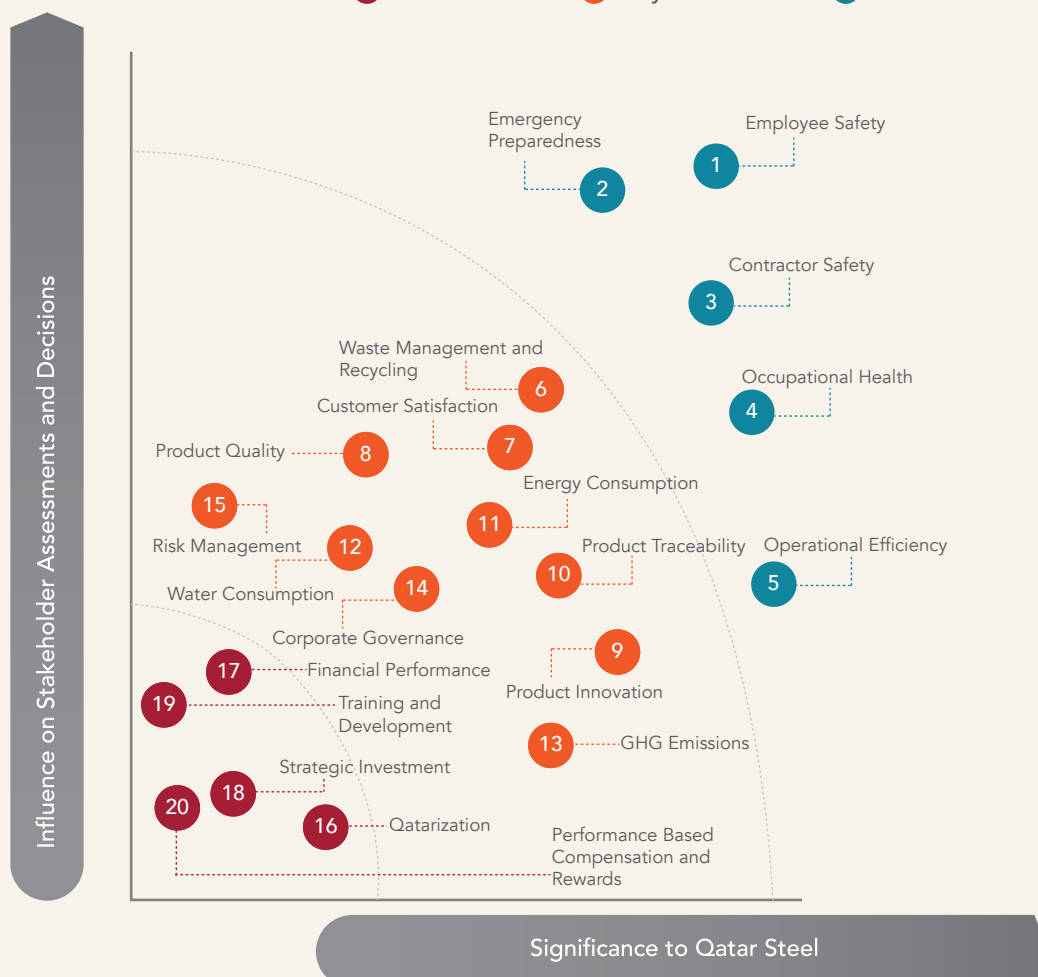 Emergency
Preparedness
Employee Safety
1
2
Contractor Safety
3
Waste Management and
Recycling
Occupational Health
6
4
Customer Satisfaction
7
Product Quality
8
Energy Consumption
15
11
Risk Management
12
Product Traceability
Operational Efficiency
10
5
Water Consumption
14
Corporate Governance
9
17
Financial Performance
Product Innovation
19
Training and
Development
13
GHG Emissions
Strategic Investment
18
20
16
Qatarization
Performance Based
Compensation and
Rewards
Influence on Stakeholder Assessments and Decisions
Significance to Qatar Steel